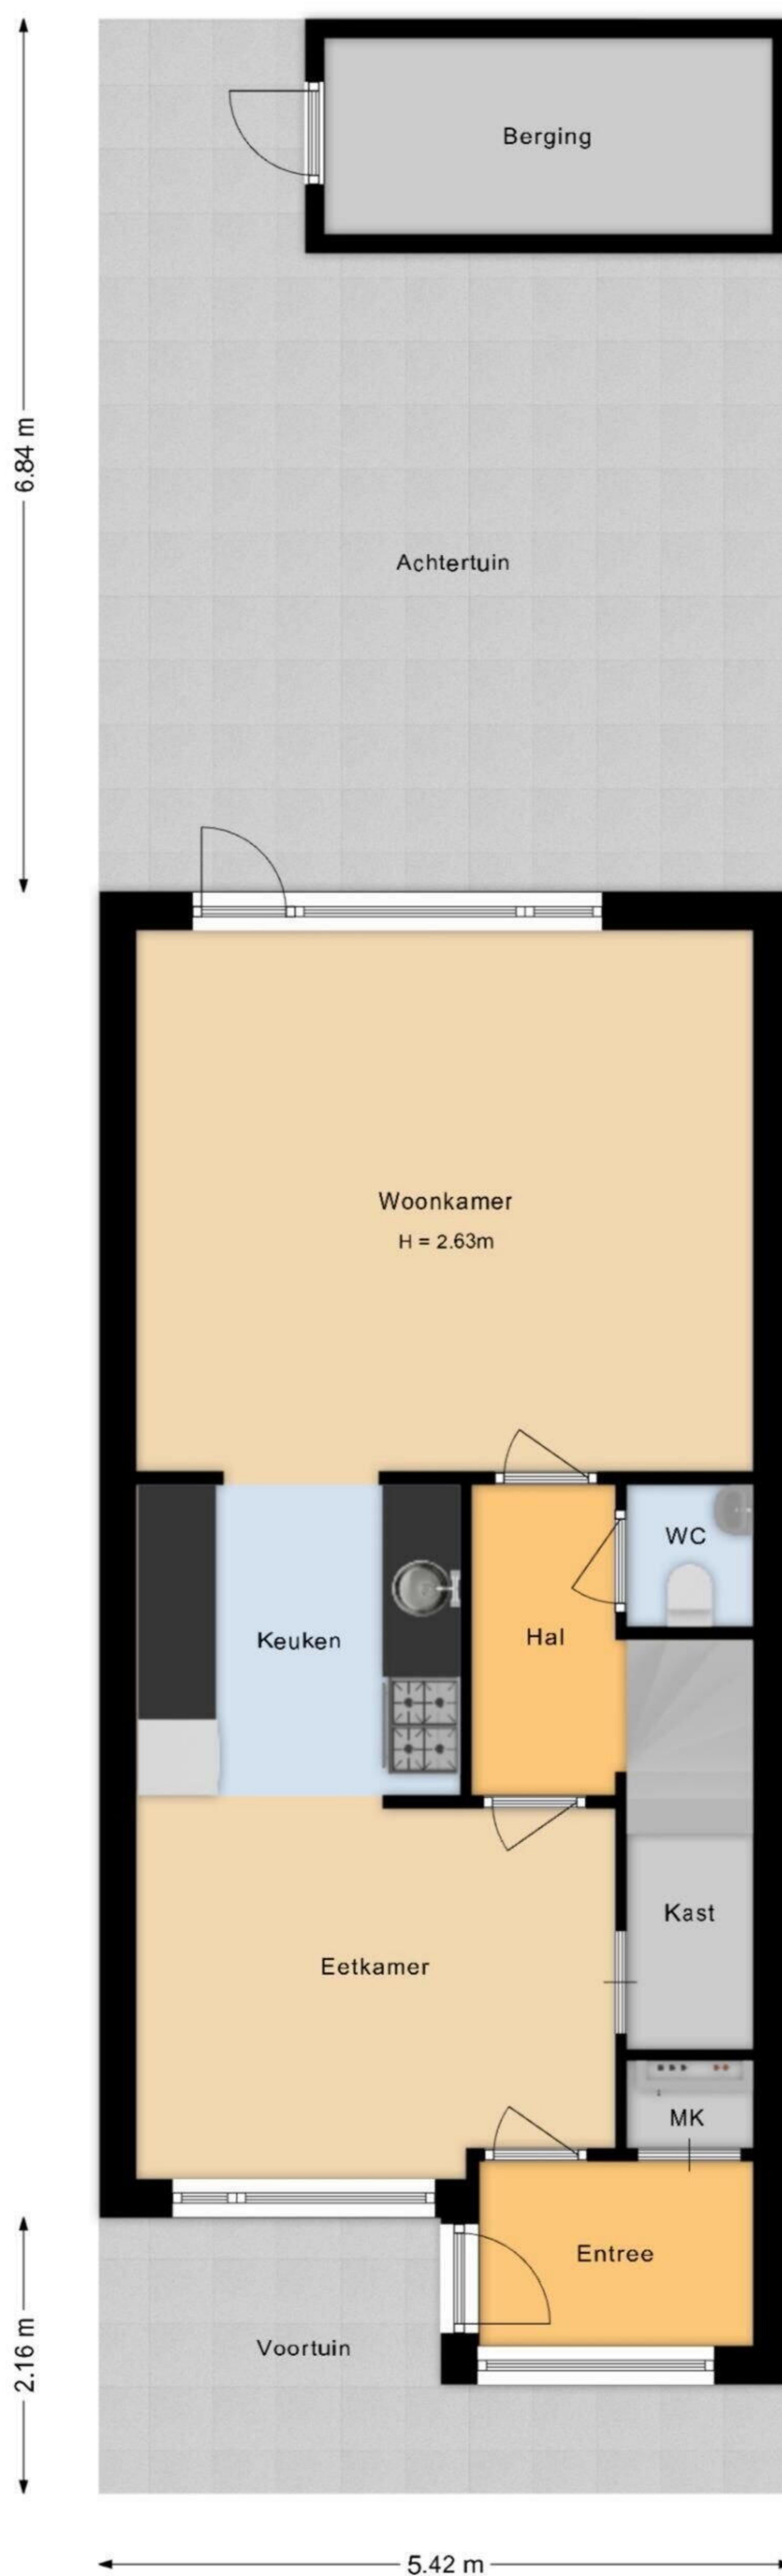 Berging
6.84 m
Achtertuin
Woonkamer
H = 2.63m
WC
Keuken
Hal
Kast
Eetkamer
MK
Entree
Voortuin
2.16 m
5.42 m